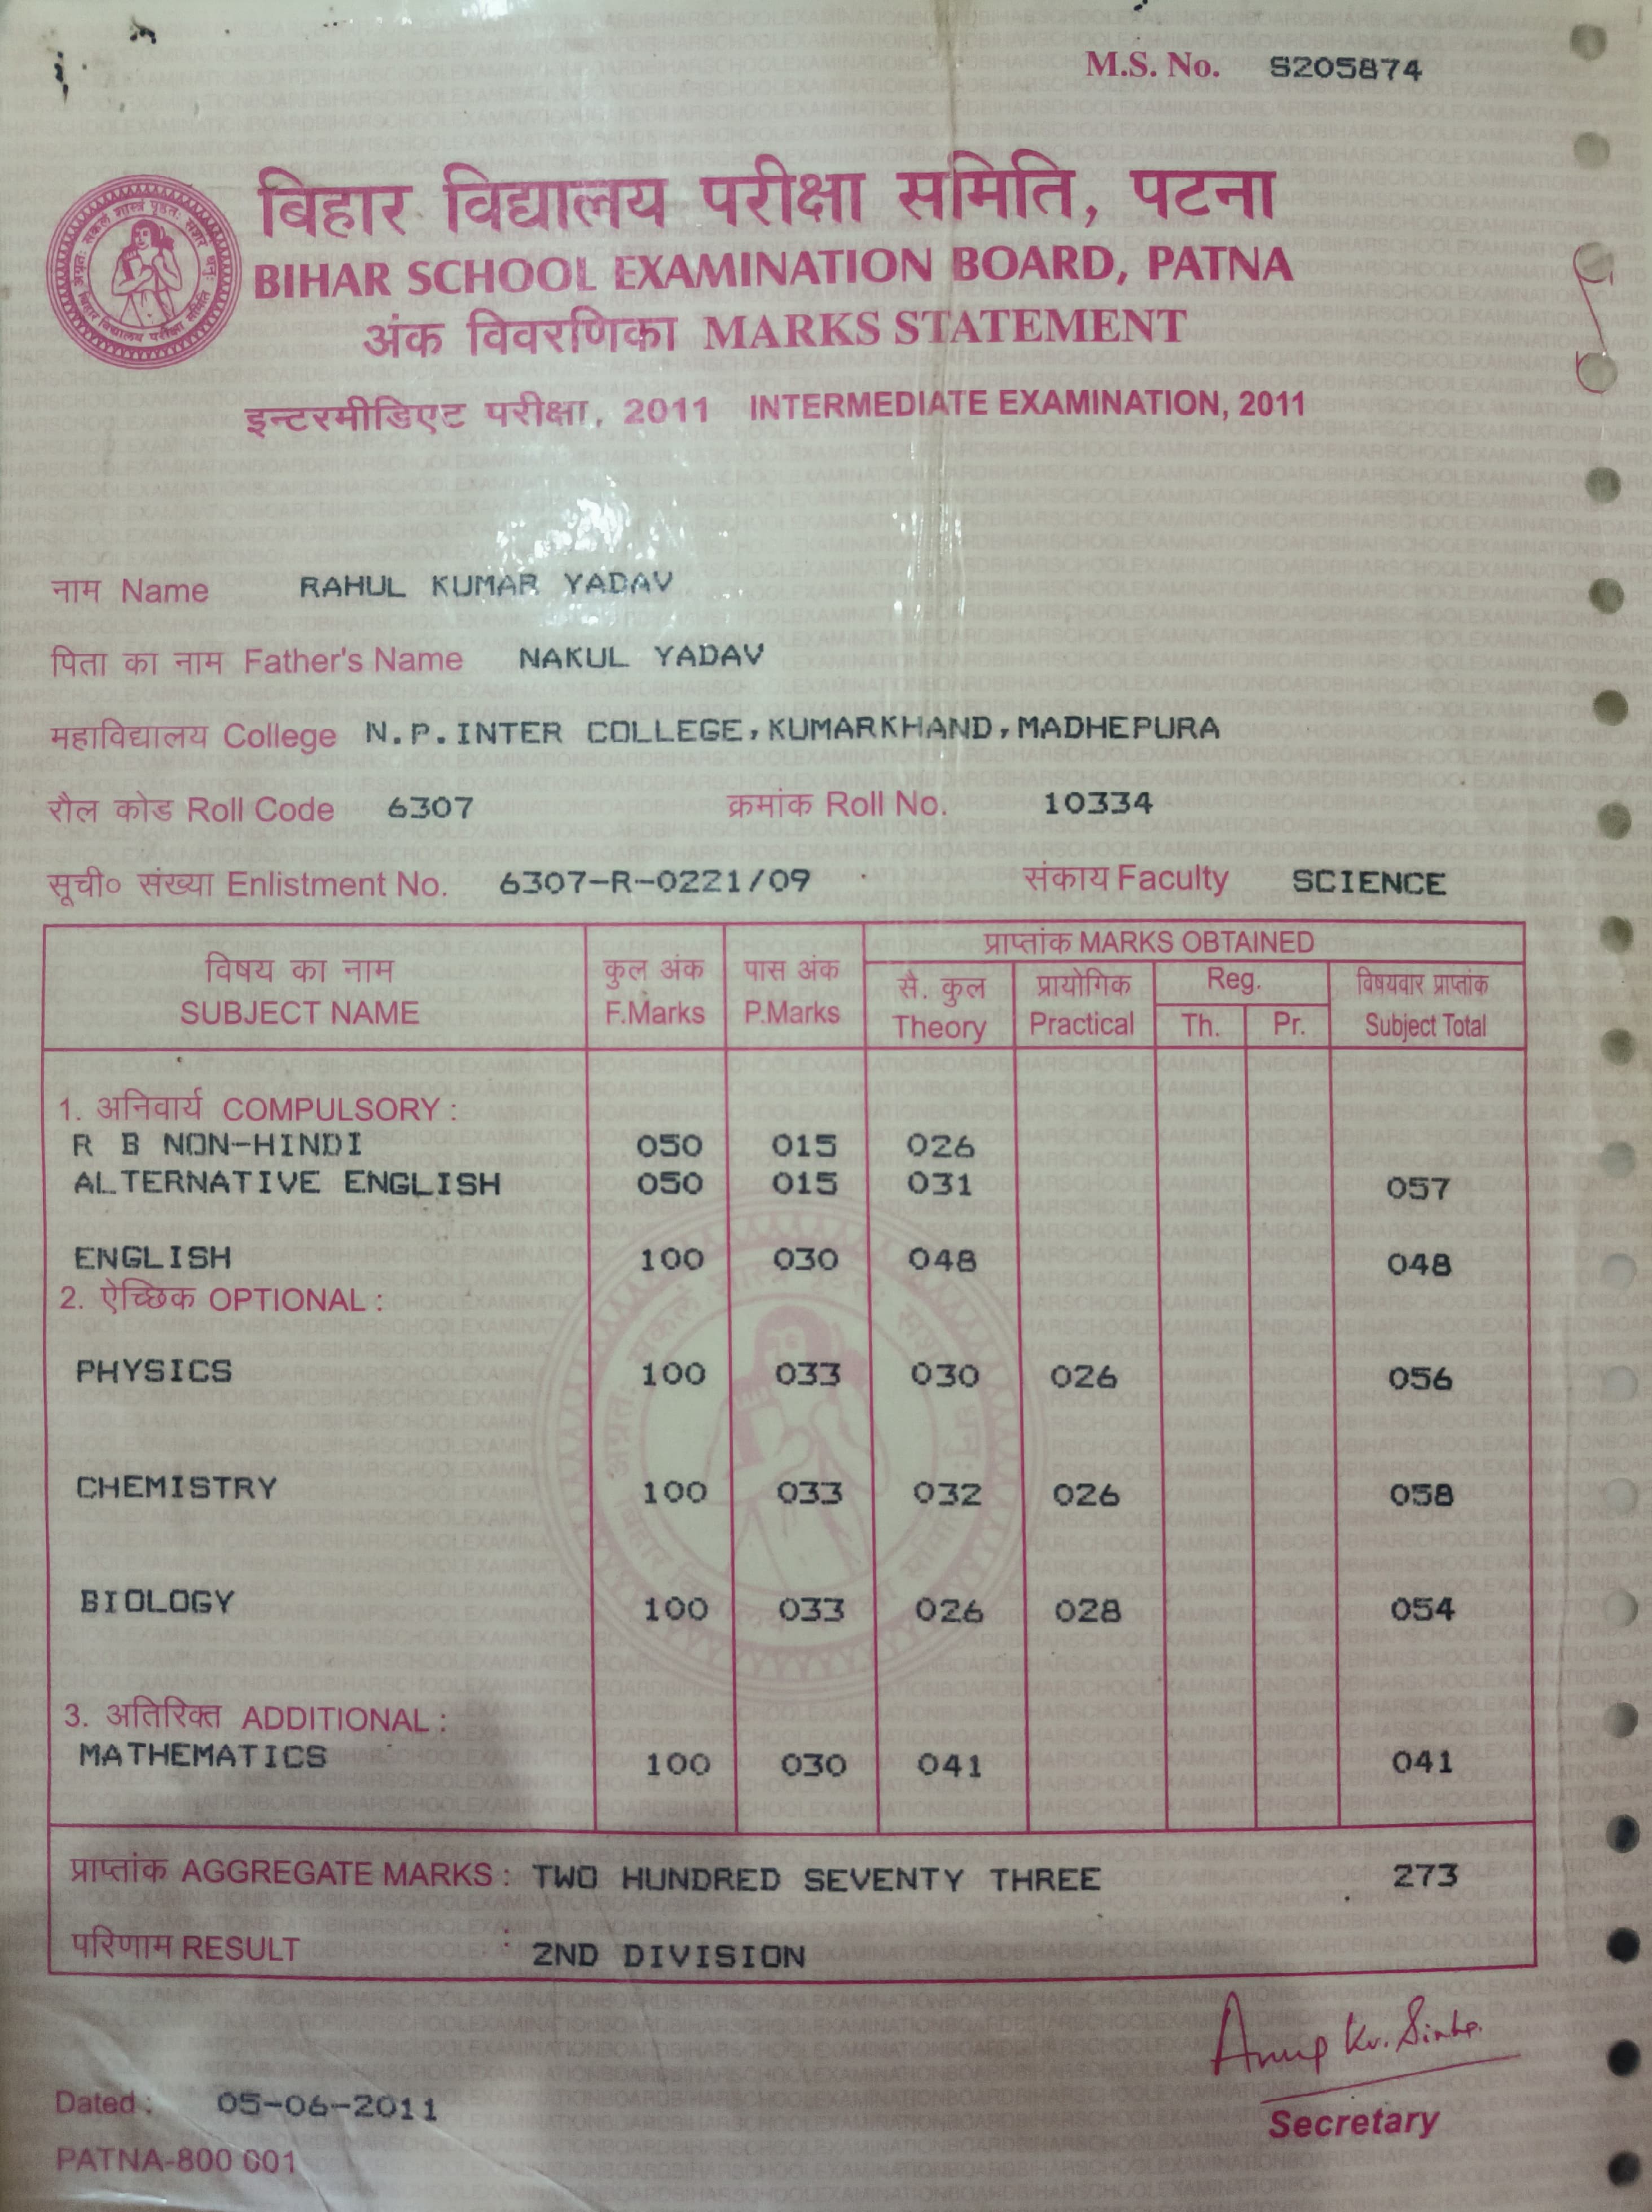 M.S. No. S205874
बिहार विद्यालय परीक्षा समिति, पटना
BIHAR SCHOOL EXAMINATION BOARD, PATNA
अंक विवरणिका MARKS STATEMENT
इन्टरमीडिएट परीक्षा, 2011 INTERMEDIATE EXAMINATION, 2011
नाम Name RAHUL KUMAR YADAV
पिता का नाम Father's Name NAKUL YADAV
महाविद्यालय College N.P.INTER COLLEGE,KUMARKHAND,MADHEPURA
रौल कोड Roll Code 6307 क्रमांक Roll No. 10334
सूची० संख्या Enlistment No. 6307-R-0221/09 संकाय Faculty SCIENCE
प्राप्तांक MARKS OBTAINED
विषय का नाम कुल अंक पास अंक सै. कुल प्रायोगिक Reg. विषयवार प्राप्तांक
SUBJECT NAME F.Marks P.Marks Theory Practical Th. Pr. Subject Total
1. अनिवार्य COMPULSORY :
R B NON-HINDI 050 015 026
ALTERNATIVE ENGLISH 050 015 031 057
ENGLISH 100 030 048 048
2. ऐच्छिक OPTIONAL :
PHYSICS 100 033 030 026 056
CHEMISTRY 100 033 032 026 058
BIOLOGY 100 033 026 028 054
3. अतिरिक्त ADDITIONAL :
MATHEMATICS 100 030 041 041
प्राप्तांक AGGREGATE MARKS : TWO HUNDRED SEVENTY THREE 273
परिणाम RESULT : 2ND DIVISION
Anup Kr. Sinha
Secretary
Dated : 05-06-2011
PATNA-800 001